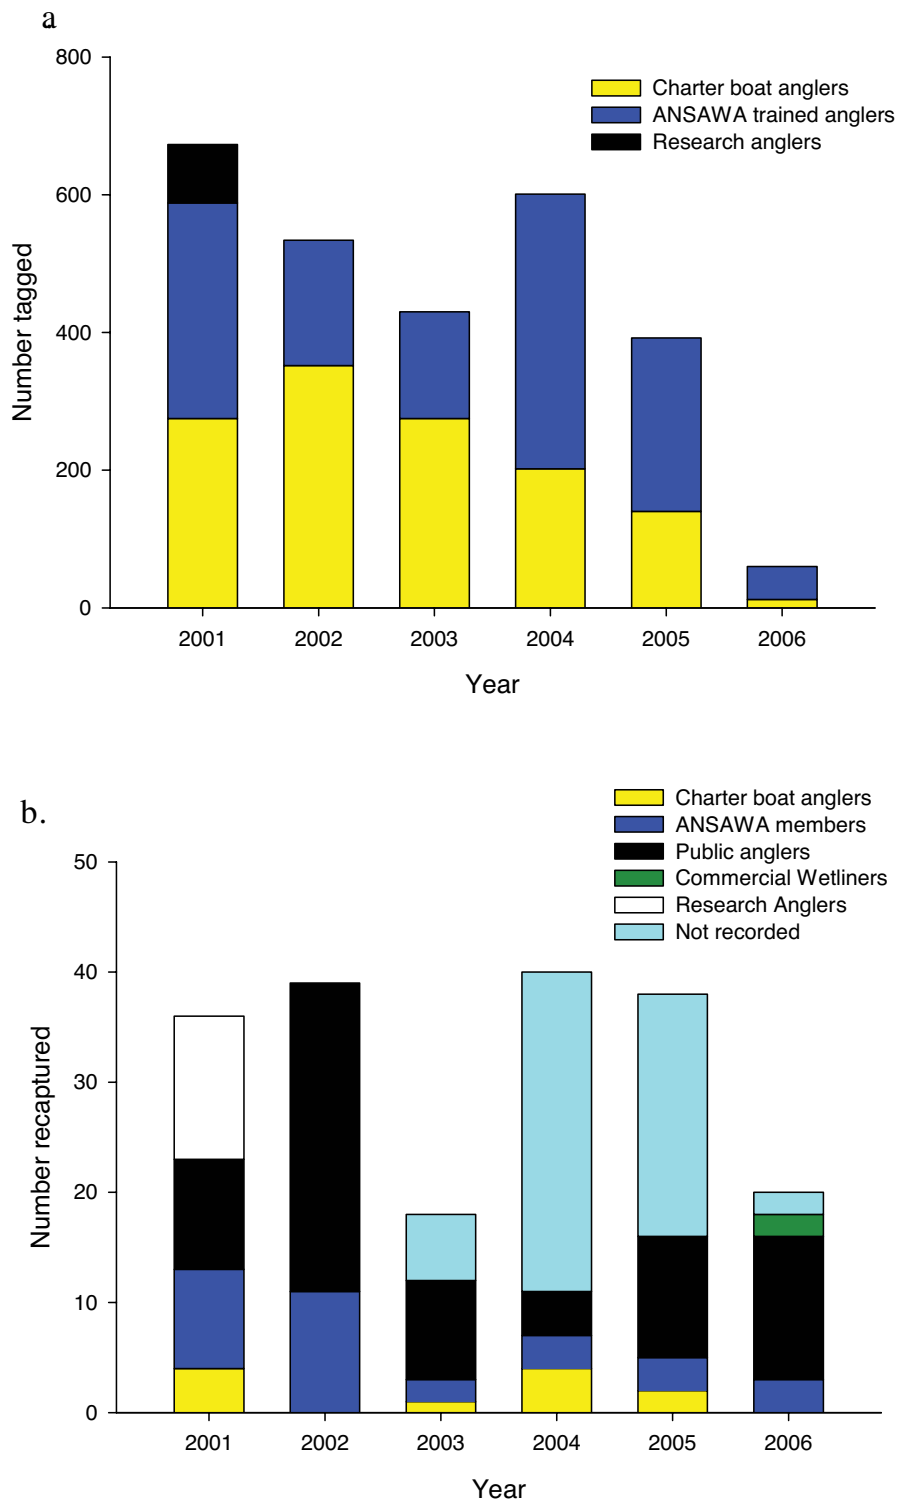 a
800
600
400
200
0
Number tagged
Charter boat anglers
ANSAWA trained anglers
Research anglers
2001 2002 2003 2004 2005 2006
Year
b.
Charter boat anglers
ANSAWA members
Public anglers
Commercial Wetliners
Research Anglers
Not recorded
50
40
30
20
10
0
Number recaptured
2001 2002 2003 2004 2005 2006
Year